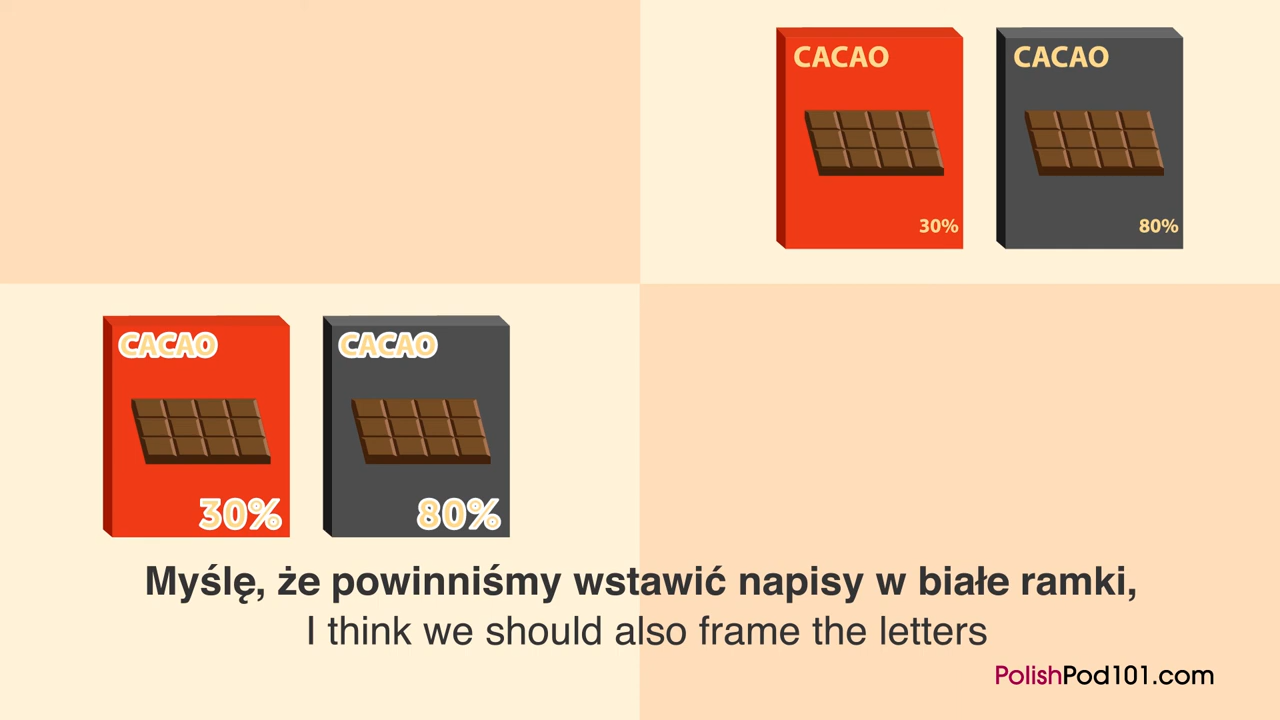 CACAO
CACAO
30%
80%
CACAO
CACAO
30%
80%
Myślę, że powinniśmy wstawić napisy w białe ramki,
I think we should also frame the letters
PolishPod101.com